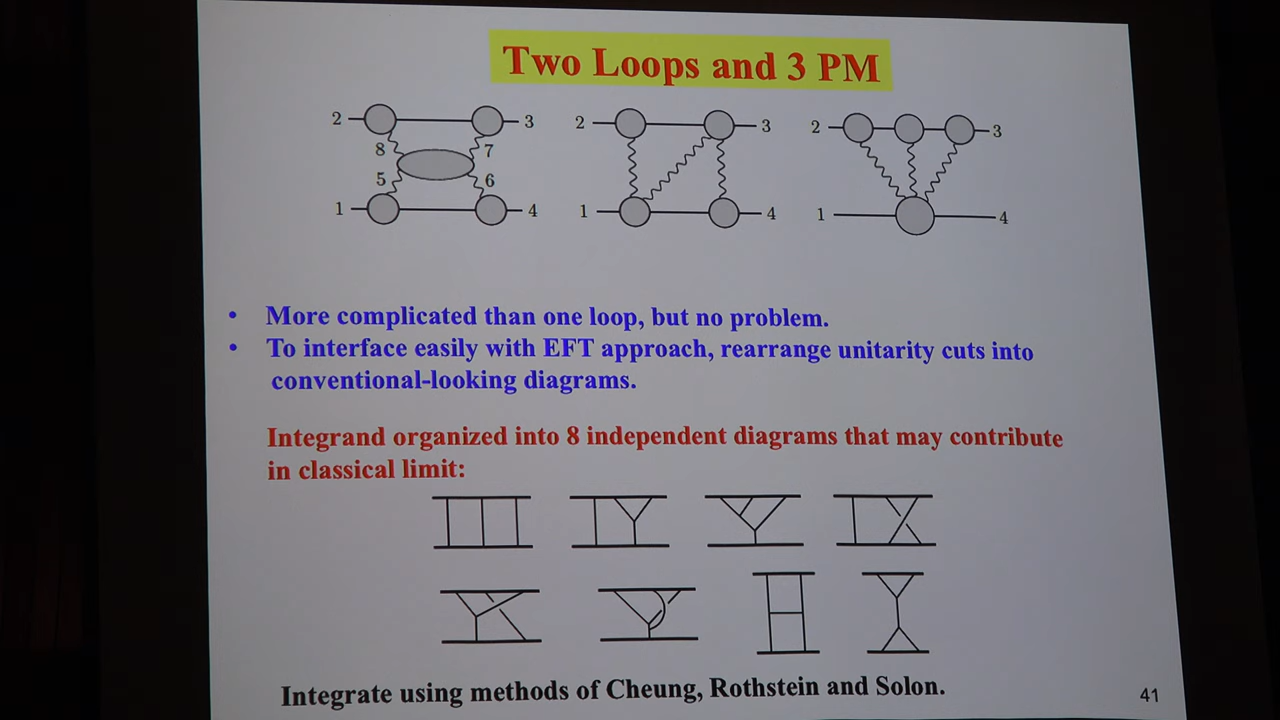 Two Loops and 3 PM
2 3 2 3 2 3
8 7
5 6
1 4 1 4 1 4
• More complicated than one loop, but no problem.
• To interface easily with EFT approach, rearrange unitarity cuts into
conventional-looking diagrams.
Integrand organized into 8 independent diagrams that may contribute
in classical limit:
Integrate using methods of Cheung, Rothstein and Solon.
41